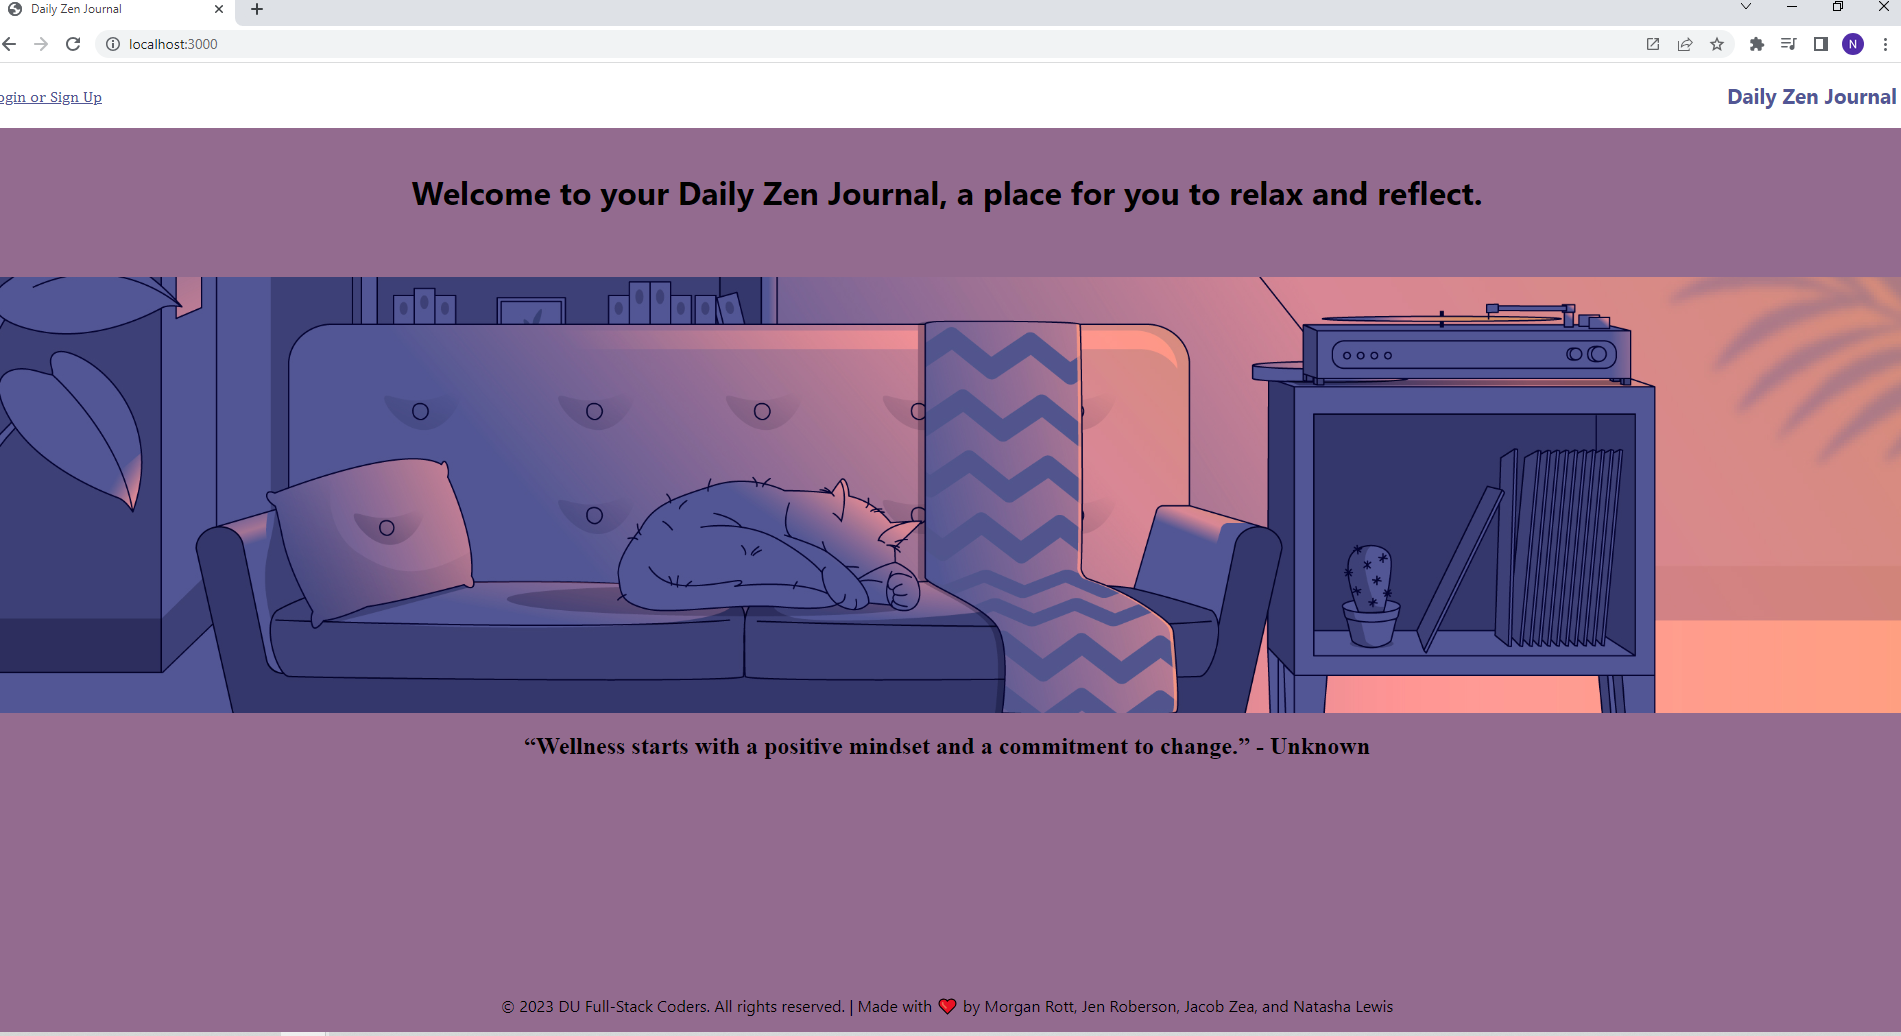 Daily Zen Journal
localhost:3000
N
ogin or Sign Up
Daily Zen Journal
Welcome to your Daily Zen Journal, a place for you to relax and reflect.
“Wellness starts with a positive mindset and a commitment to change.” - Unknown
© 2023 DU Full-Stack Coders. All rights reserved. | Made with ❤️ by Morgan Rott, Jen Roberson, Jacob Zea, and Natasha Lewis